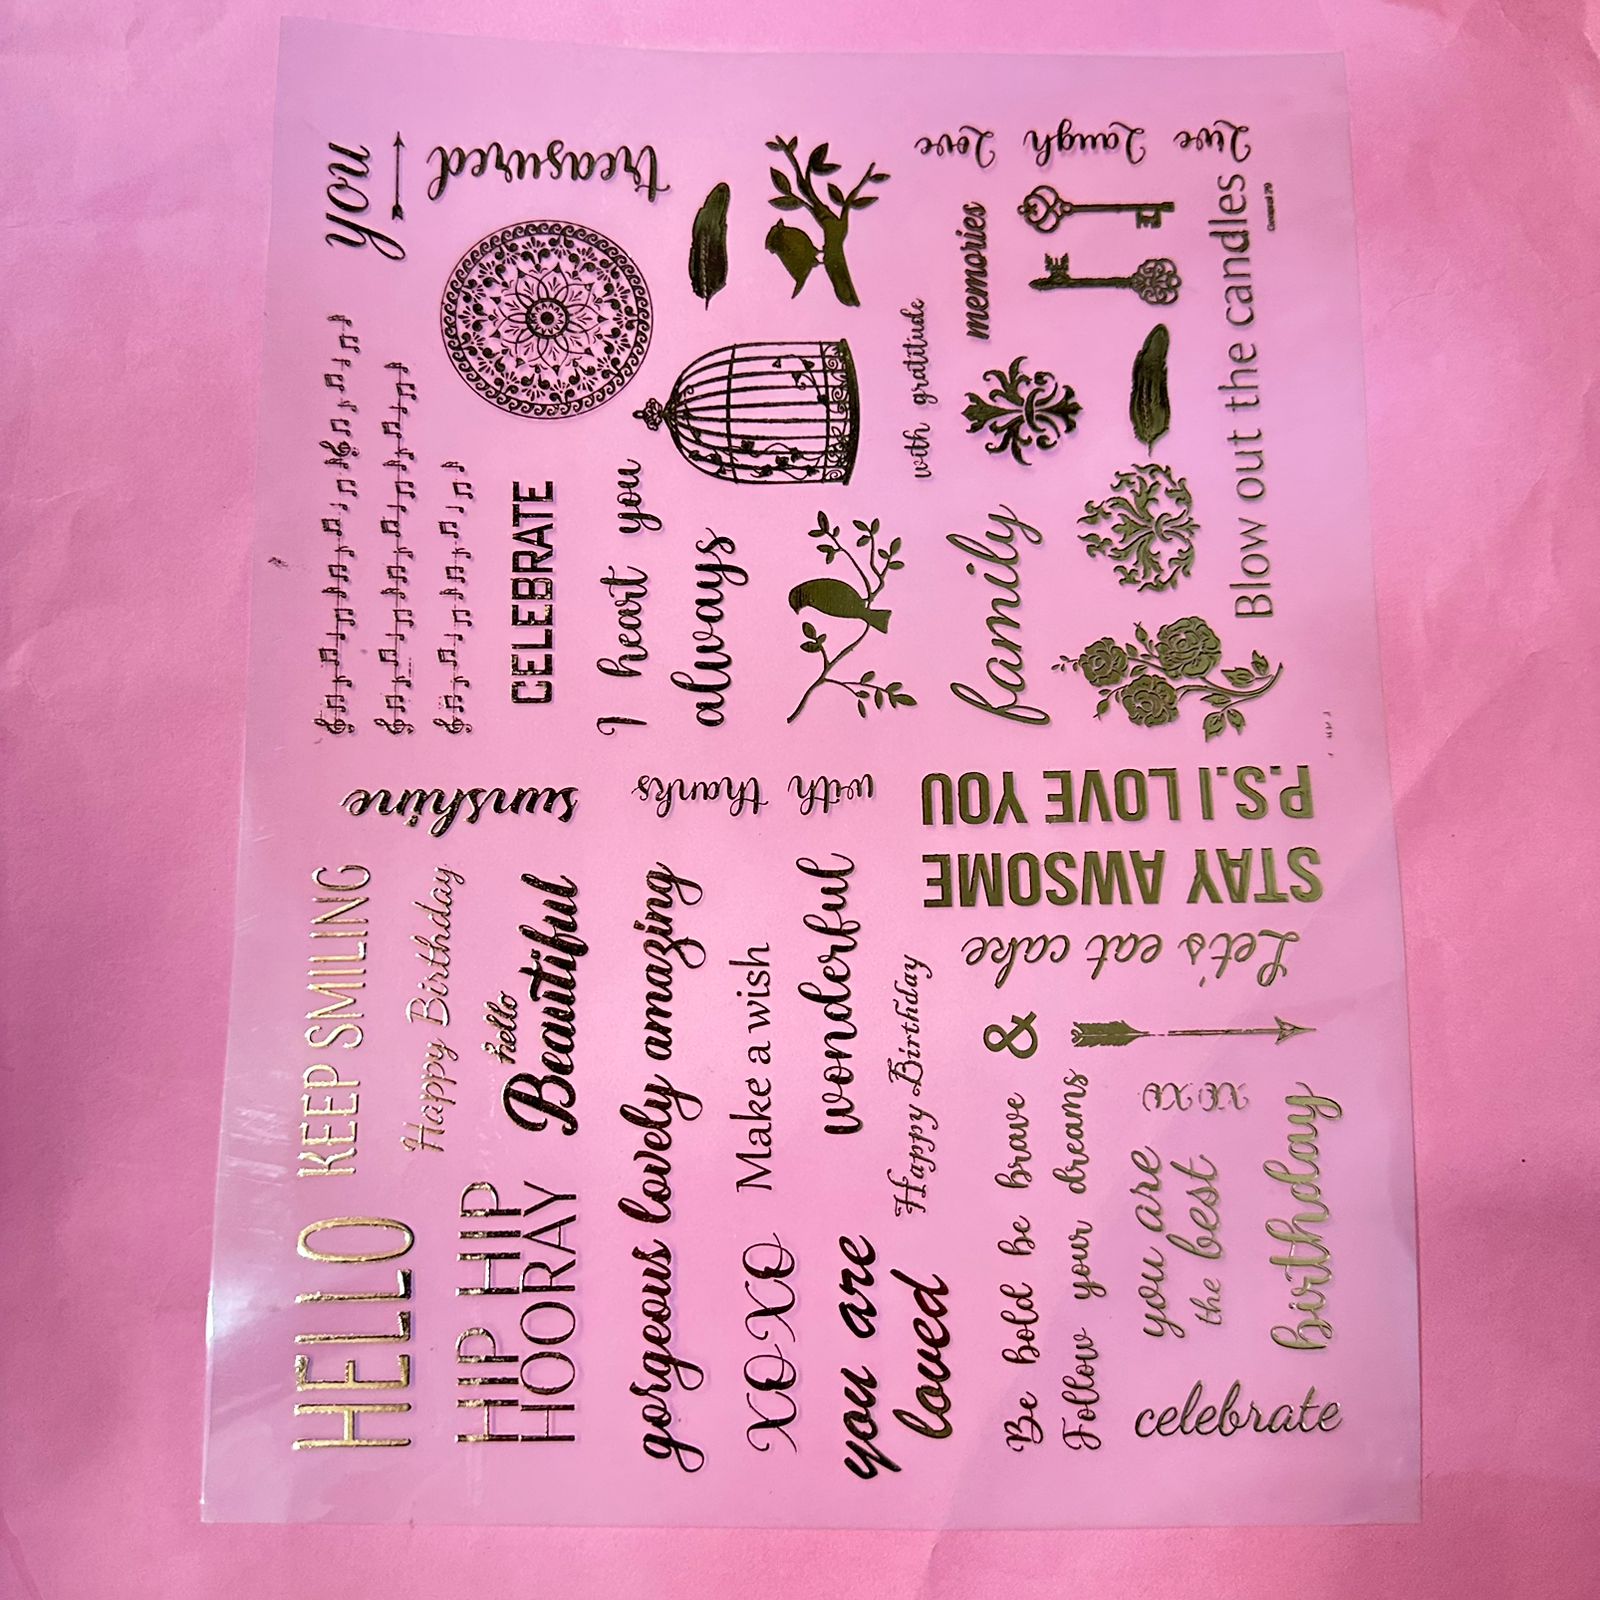 HELLO
KEEP SMILING
Happy Birthday
HIP HIP
HOORAY
hello
Beautiful
sunshine
gorgeous lovely amazing
XOXO
Make a wish
with thanks
you are
loved
wonderful
Happy Birthday
P.S.I LOVE YOU
STAY AWSOME
Let's eat cake
Be bold be brave
&
Follow your dreams
you are
the best
XOXO
birthday
celebrate
you
treasured
CELEBRATE
I heart you
always
with gratitude
memories
family
Live Laugh Love
Blow out the candles